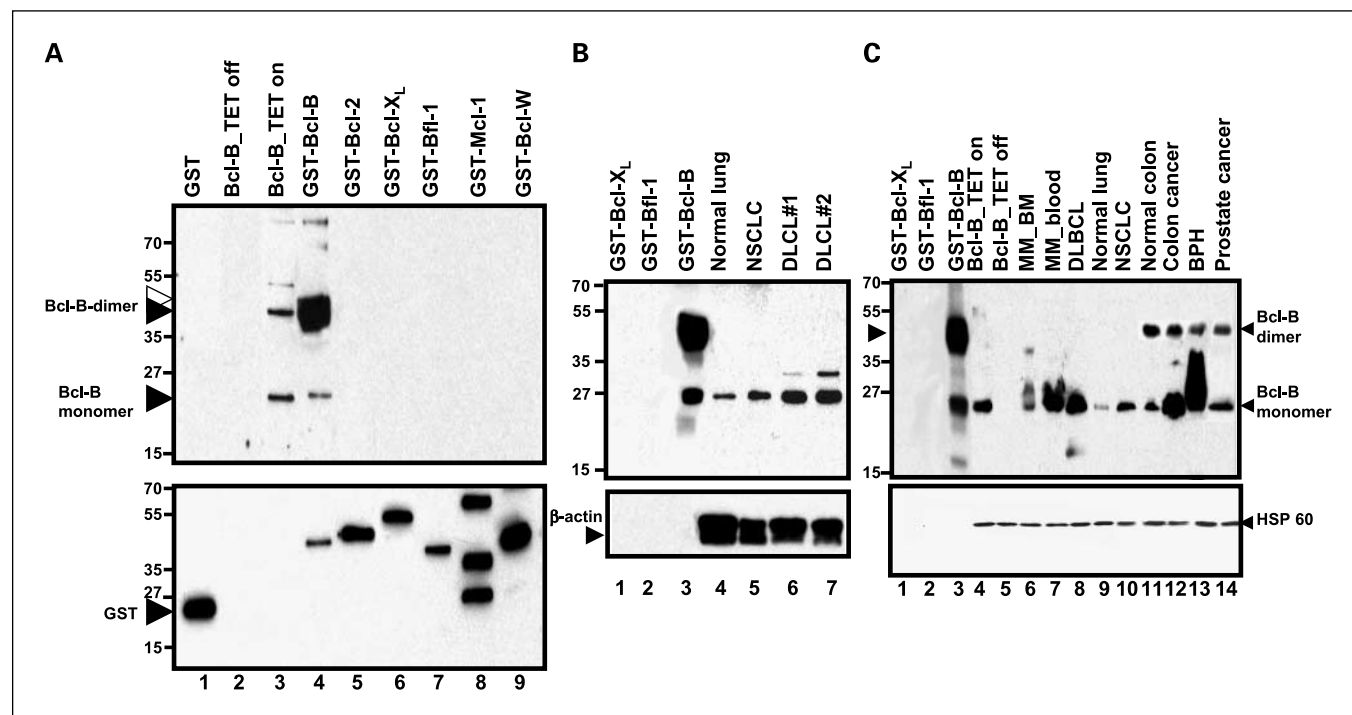 A
GST
Bcl-B_TET off
Bcl-B_TET on
GST-Bcl-B
GST-Bcl-2
GST-Bcl-XL
GST-Bfl-1
GST-Mcl-1
GST-Bcl-W
70
55
Bcl-B-dimer
35
27
Bcl-B
monomer
15
70
55
35
27
GST
15
1 2 3 4 5 6 7 8 9
B
GST-Bcl-XL
GST-Bfl-1
GST-Bcl-B
Normal lung
NSCLC
DLCL#1
DLCL#2
70
55
35
27
15
β-actin
1 2 3 4 5 6 7
C
GST-Bcl-XL
GST-Bfl-1
GST-Bcl-B
Bcl-B_TET on
Bcl-B_TET off
MM_BM
MM_blood
DLBCL
Normal lung
NSCLC
Normal colon
Colon cancer
BPH
Prostate cancer
70
55
35
27
15
Bcl-B
dimer
Bcl-B
monomer
HSP 60
1 2 3 4 5 6 7 8 9 10 11 12 13 14